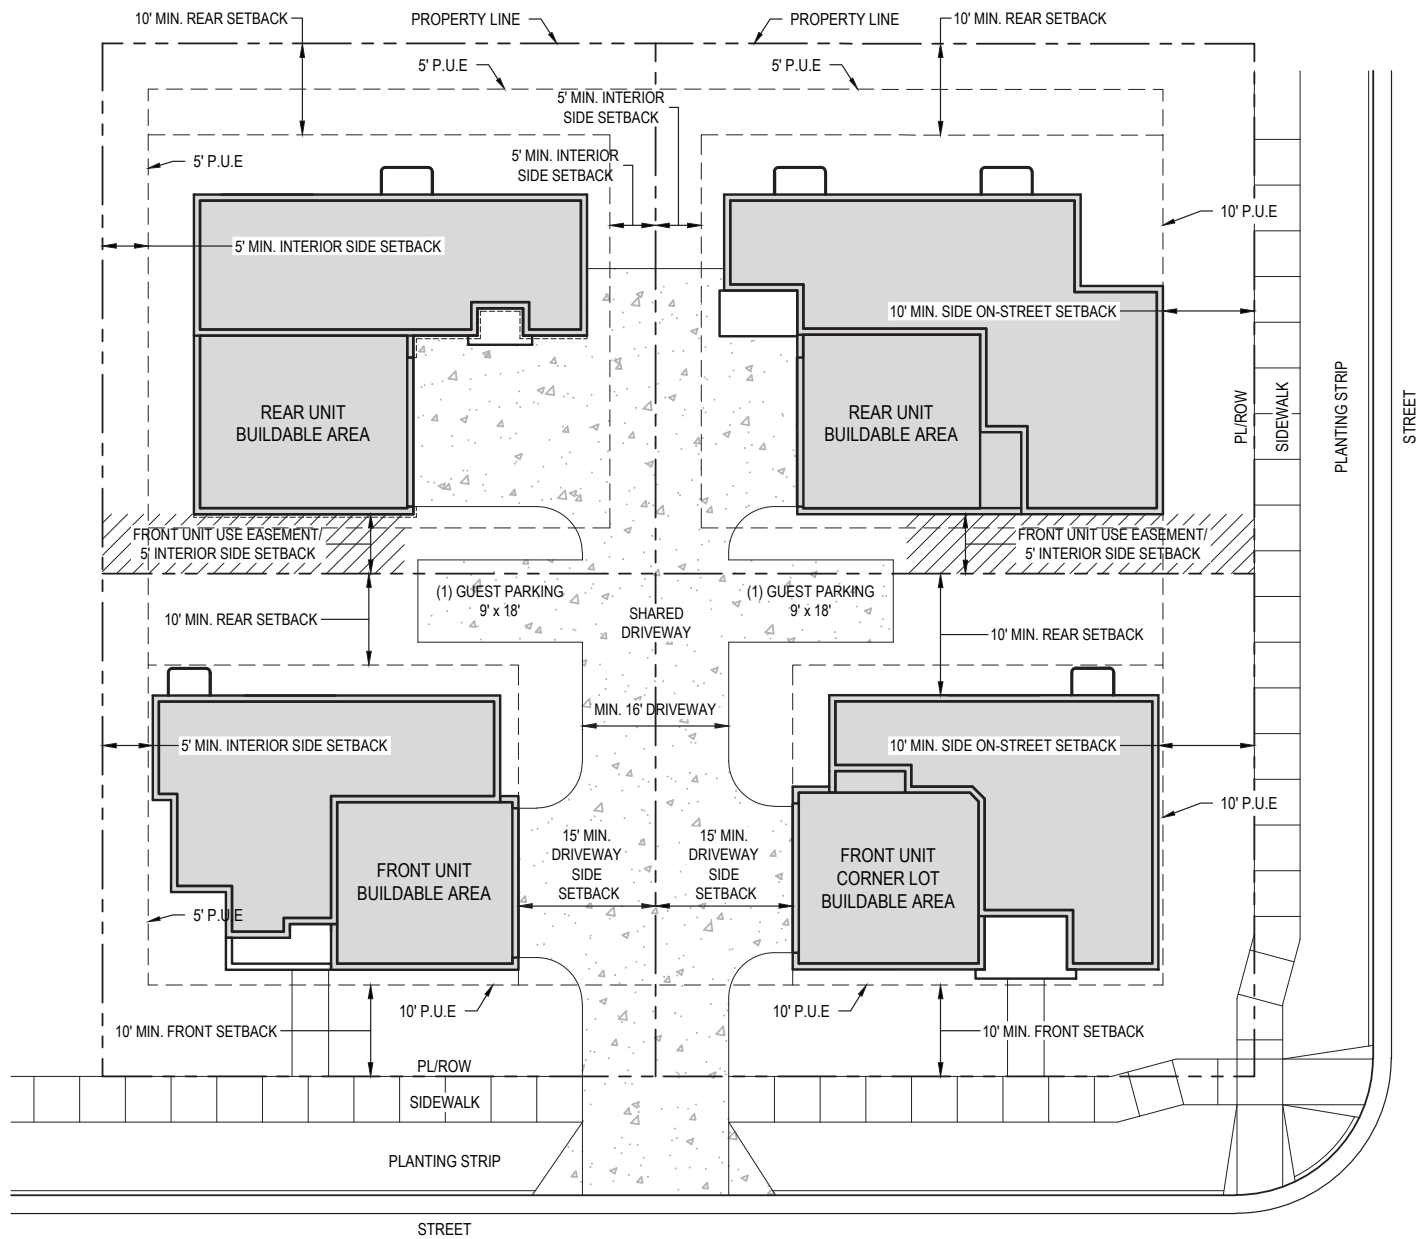 10' MIN. REAR SETBACK
PROPERTY LINE
PROPERTY LINE
10' MIN. REAR SETBACK
5' P.U.E
5' P.U.E
5' MIN. INTERIOR
SIDE SETBACK
5' P.U.E
5' MIN. INTERIOR
SIDE SETBACK
10' P.U.E
5' MIN. INTERIOR SIDE SETBACK
10' MIN. SIDE ON-STREET SETBACK
REAR UNIT
BUILDABLE AREA
REAR UNIT
BUILDABLE AREA
PL/ROW
SIDEWALK
PLANTING STRIP
STREET
FRONT UNIT USE EASEMENT/
5' INTERIOR SIDE SETBACK
FRONT UNIT USE EASEMENT/
5' INTERIOR SIDE SETBACK
(1) GUEST PARKING
9' x 18'
(1) GUEST PARKING
9' x 18'
10' MIN. REAR SETBACK
SHARED
DRIVEWAY
10' MIN. REAR SETBACK
MIN. 16' DRIVEWAY
5' MIN. INTERIOR SIDE SETBACK
10' MIN. SIDE ON-STREET SETBACK
10' P.U.E
15' MIN.
DRIVEWAY
SIDE
SETBACK
15' MIN.
DRIVEWAY
SIDE
SETBACK
FRONT UNIT
BUILDABLE AREA
FRONT UNIT
CORNER LOT
BUILDABLE AREA
5' P.U.E
10' P.U.E
10' P.U.E
10' MIN. FRONT SETBACK
10' MIN. FRONT SETBACK
PL/ROW
SIDEWALK
PLANTING STRIP
STREET